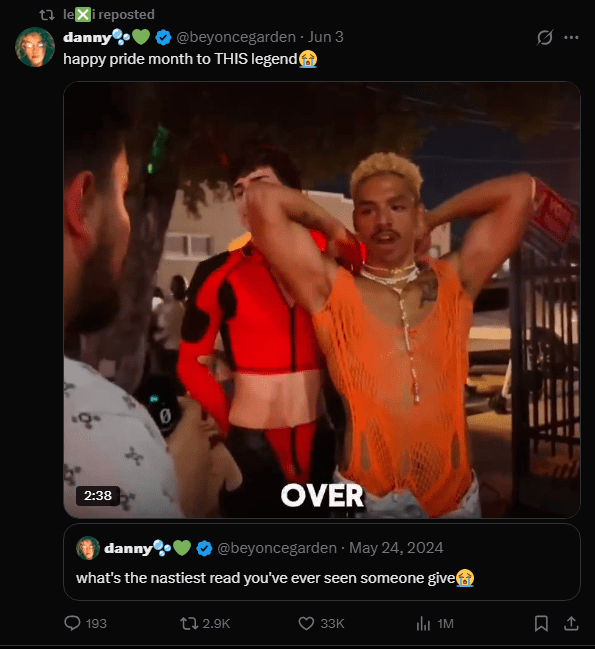 le❎i reposted
danny🫧💚 @beyoncegarden · Jun 3
happy pride month to THIS legend😭
2:38
OVER
danny🫧💚 @beyoncegarden · May 24, 2024
what's the nastiest read you've ever seen someone give😭
193 2.9K 33K 1M